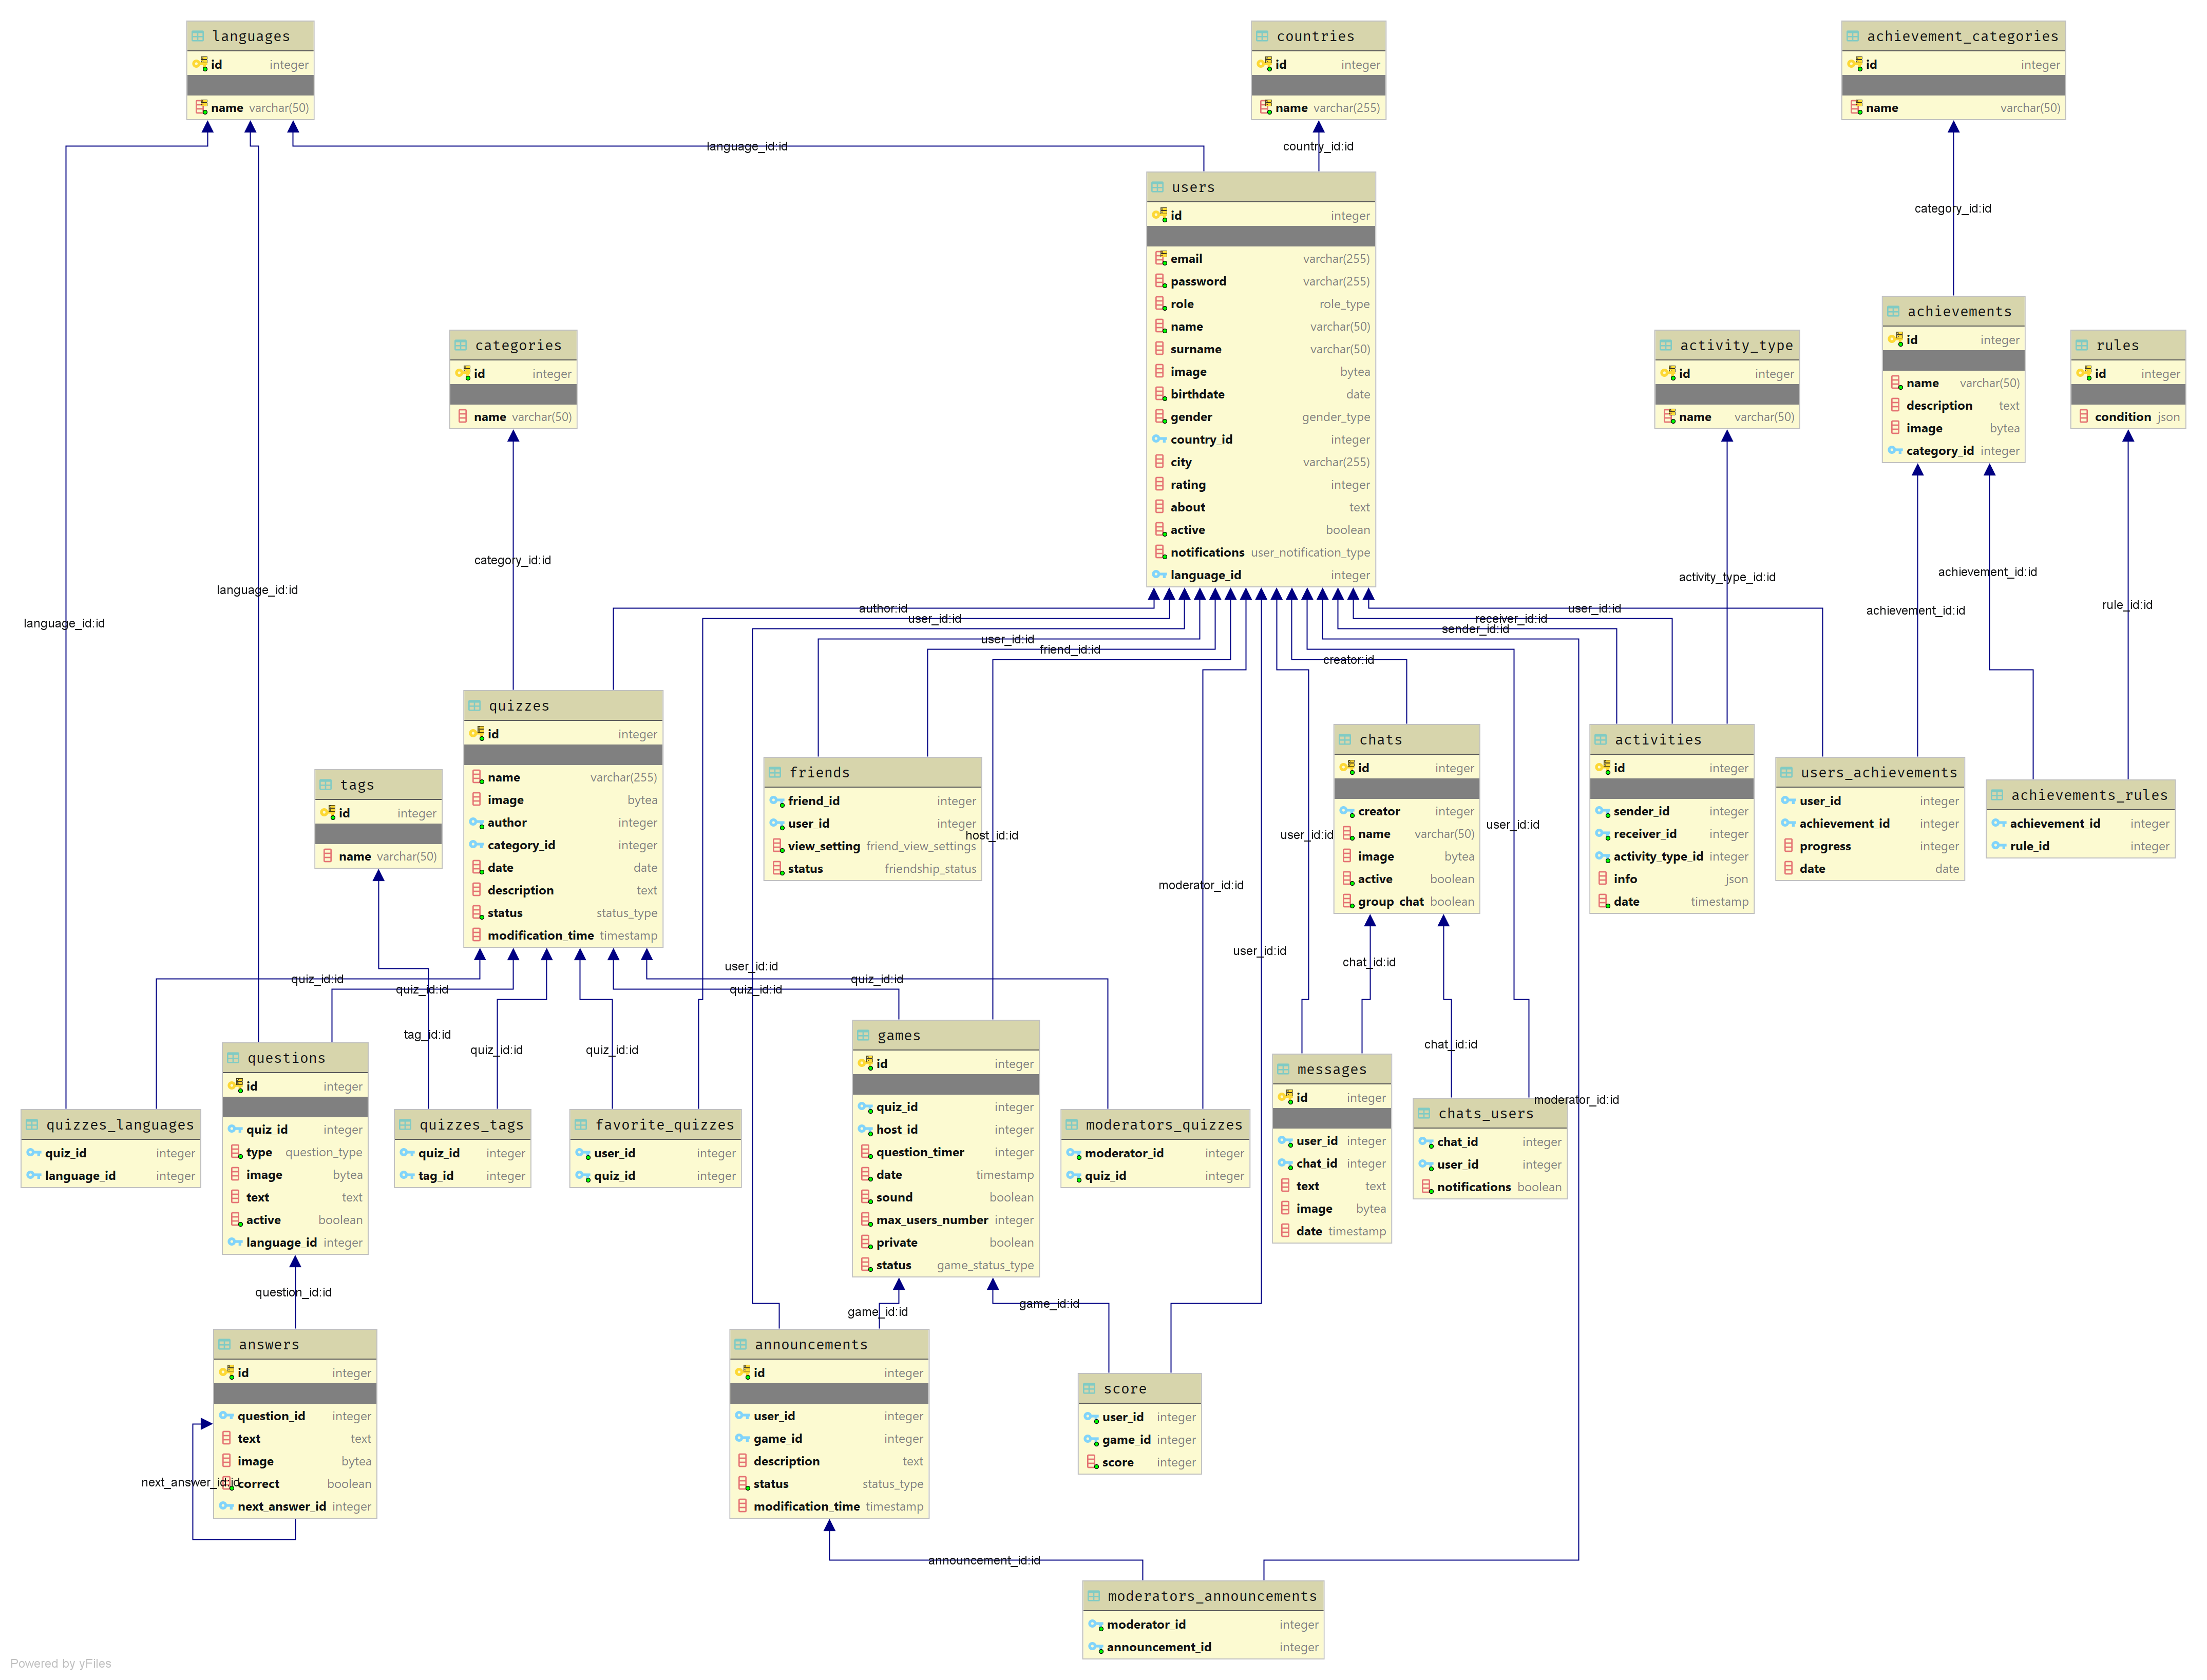 languages
id integer
name varchar(50)
countries
id integer
name varchar(255)
achievement_categories
id integer
name varchar(50)
language_id:id
country_id:id
users
id integer
email varchar(255)
password varchar(255)
role role_type
name varchar(50)
surname varchar(50)
image bytea
birthdate date
gender gender_type
country_id integer
city varchar(255)
rating integer
about text
active boolean
notifications user_notification_type
language_id integer
category_id:id
categories
id integer
name varchar(50)
activity_type
id integer
name varchar(50)
achievements
id integer
name varchar(50)
description text
image bytea
category_id integer
rules
id integer
condition json
category_id:id
language_id:id
language_id:id
activity_type_id:id
achievement_id:id
achievement_id:id
rule_id:id
author:id
user_id:id
user_id:id
friend_id:id
creator:id
user_id:id
receiver_id:id
sender_id:id
quizzes
id integer
name varchar(255)
image bytea
author integer
category_id integer
date date
description text
status status_type
modification_time timestamp
tags
id integer
name varchar(50)
friends
friend_id integer
user_id integer
view_setting friend_view_settings
status friendship_status
host_id:id
chats
id integer
creator integer
name varchar(50)
image bytea
active boolean
group_chat boolean
activities
id integer
sender_id integer
receiver_id integer
activity_type_id integer
info json
date timestamp
users_achievements
user_id integer
achievement_id integer
progress integer
date date
achievements_rules
achievement_id integer
rule_id integer
user_id:id
user_id:id
moderator_id:id
user_id:id
chat_id:id
quiz_id:id
quiz_id:id
user_id:id
quiz_id:id
quiz_id:id
tag_id:id
quiz_id:id
quiz_id:id
chat_id:id
moderator_id:id
quizzes_languages
quiz_id integer
language_id integer
questions
id integer
quiz_id integer
type question_type
image bytea
text text
active boolean
language_id integer
quizzes_tags
quiz_id integer
tag_id integer
favorite_quizzes
user_id integer
quiz_id integer
games
id integer
quiz_id integer
host_id integer
question_timer integer
date timestamp
sound boolean
max_users_number integer
private boolean
status game_status_type
moderators_quizzes
moderator_id integer
quiz_id integer
messages
id integer
user_id integer
chat_id integer
text text
image bytea
date timestamp
chats_users
chat_id integer
user_id integer
notifications boolean
question_id:id
game_id:id
game_id:id
answers
id integer
question_id integer
text text
image bytea
correct boolean
next_answer_id integer
next_answer_id:id
announcements
id integer
user_id integer
game_id integer
description text
status status_type
modification_time timestamp
score
user_id integer
game_id integer
score integer
announcement_id:id
moderators_announcements
moderator_id integer
announcement_id integer
Powered by yFiles